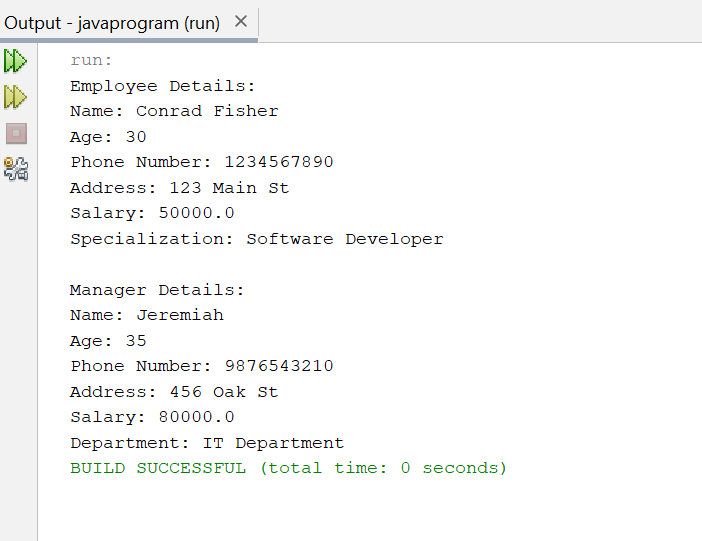 Output - javaprogram (run)
run:
Employee Details:
Name: Conrad Fisher
Age: 30
Phone Number: 1234567890
Address: 123 Main St
Salary: 50000.0
Specialization: Software Developer

Manager Details:
Name: Jeremiah
Age: 35
Phone Number: 9876543210
Address: 456 Oak St
Salary: 80000.0
Department: IT Department
BUILD SUCCESSFUL (total time: 0 seconds)